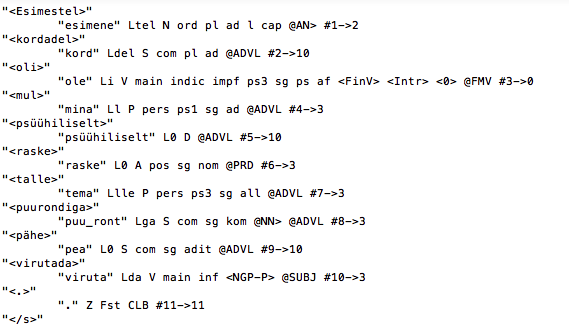 "<Esimestel>"
"esimene" Ltel N ord pl ad l cap @AN> #1->2
"<kordadel>"
"kord" Ldel S com pl ad @ADVL #2->10
"<oli>"
"ole" Li V main indic impf ps3 sg ps af <FinV> <Intr> <0> @FMV #3->0
"<mul>"
"mina" Ll P pers ps1 sg ad @ADVL #4->3
"<psüühiliselt>"
"psüühiliselt" L0 D @ADVL #5->10
"<raske>"
"raske" L0 A pos sg nom @PRD #6->3
"<talle>"
"tema" Llle P pers ps3 sg all @ADVL #7->3
"<puurondiga>"
"puu_ront" Lga S com sg kom @NN> @ADVL #8->3
"<pähe>"
"pea" L0 S com sg adit @ADVL #9->10
"<virutada>"
"viruta" Lda V main inf <NGP-P> @SUBJ #10->3
"<.>"
"." Z Fst CLB #11->11
"</s>"